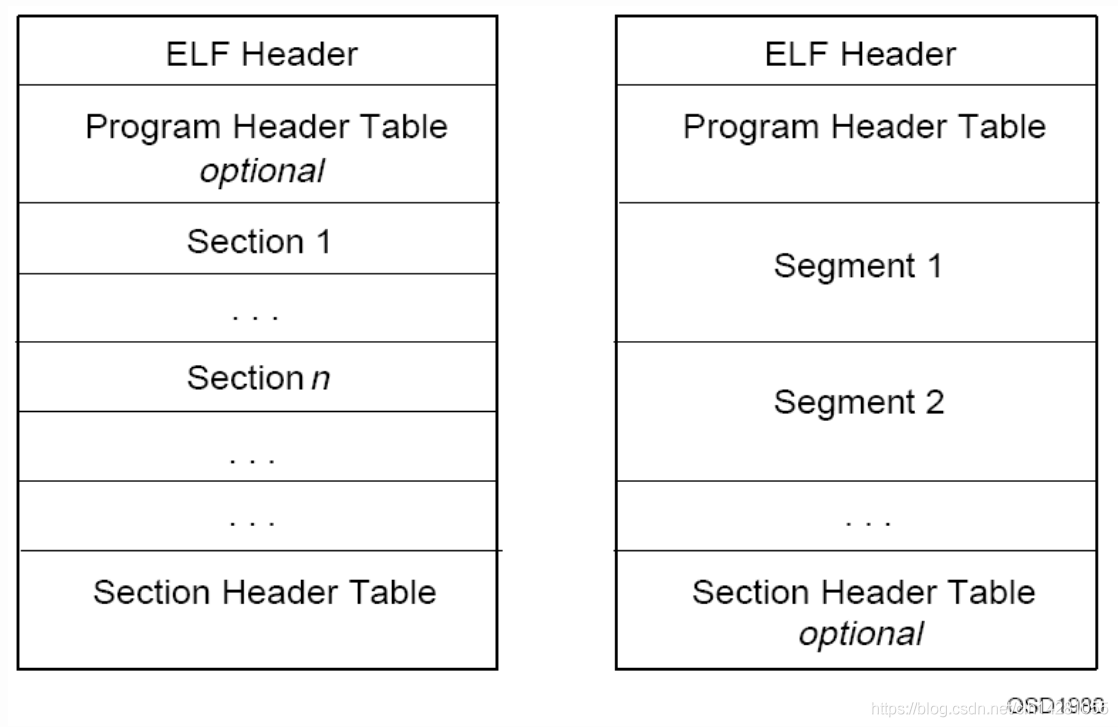 ELF Header
Program Header Table
optional
Section 1
. . .
Section n
. . .
. . .
Section Header Table
ELF Header
Program Header Table
Segment 1
Segment 2
. . .
Section Header Table
optional
OSD1980